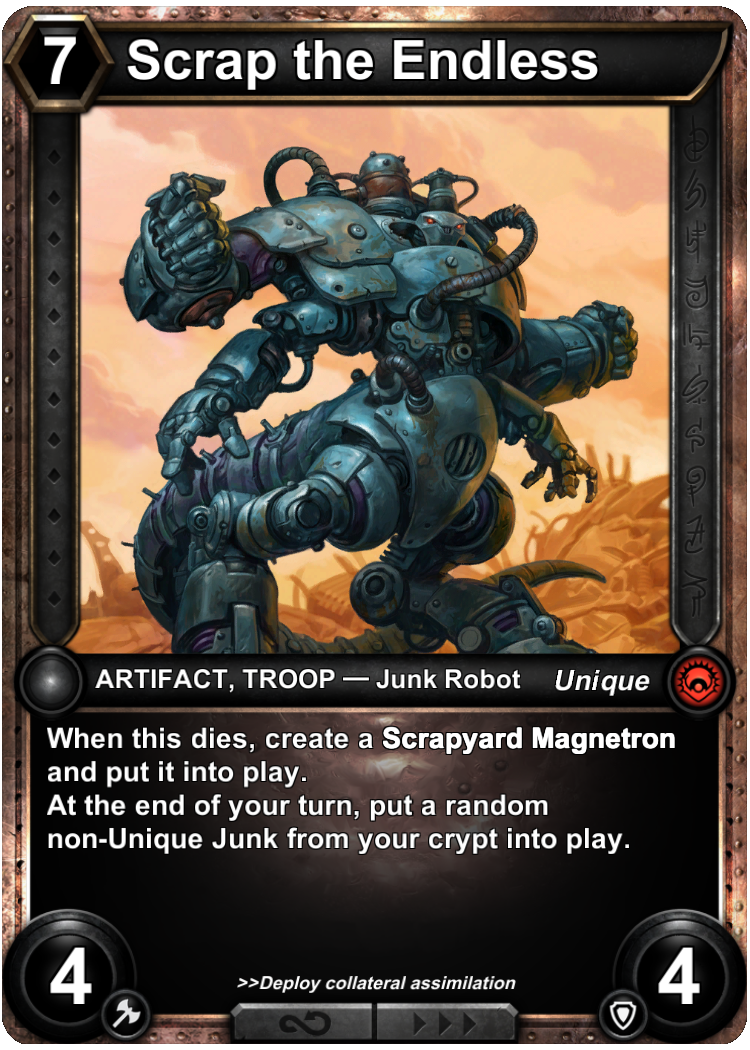 7
Scrap the Endless
ARTIFACT, TROOP — Junk Robot Unique
When this dies, create a Scrapyard Magnetron
and put it into play.
At the end of your turn, put a random
non-Unique Junk from your crypt into play.
4
>>Deploy collateral assimilation
4